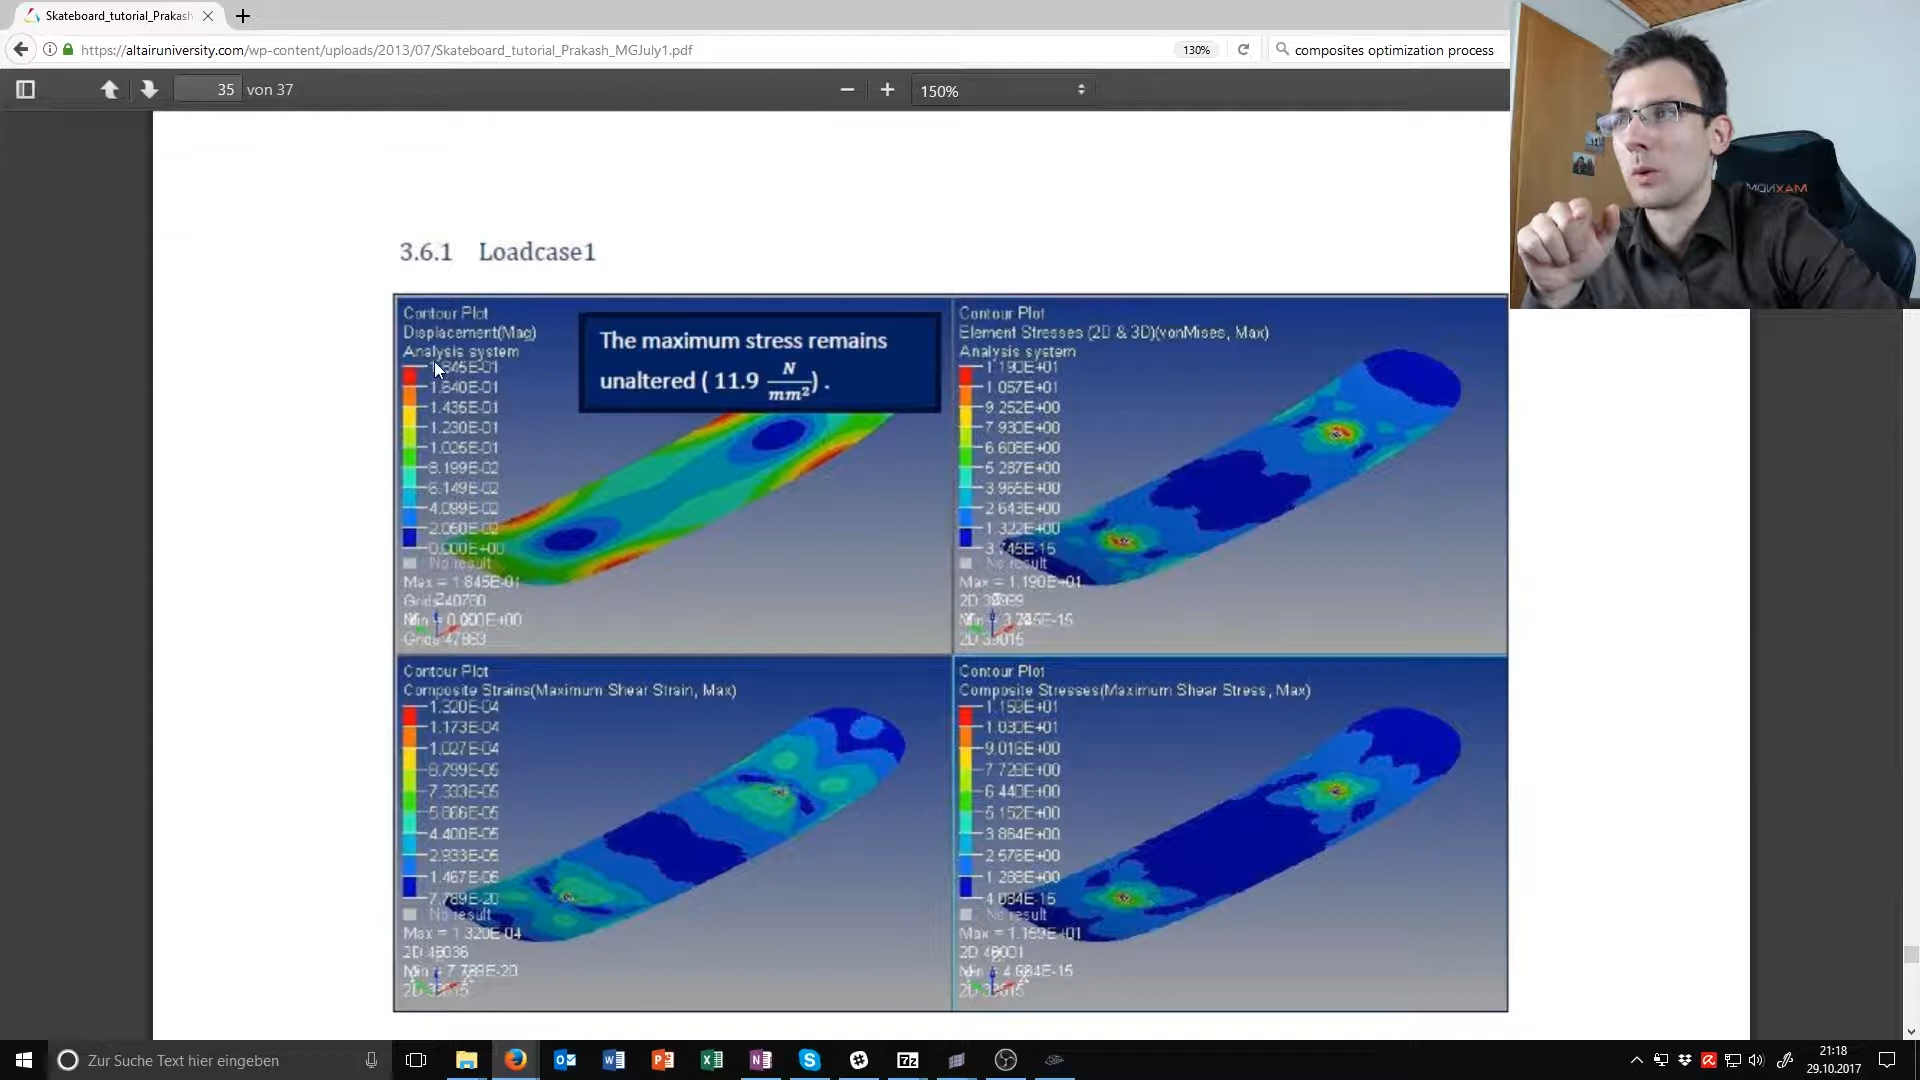 Skateboard_tutorial_Prakash
https://altairuniversity.com/wp-content/uploads/2013/07/Skateboard_tutorial_Prakash_MGJuly1.pdf
130%
composites optimization process
35 von 37
150%
3.6.1 Loadcase1
Contour Plot
Displacement(Mag)
Analysis system
1.640E-01
1.435E-01
1.230E-01
1.025E-01
8.199E-02
6.149E-02
4.099E-02
2.050E-02
0.000E+00
No result
Max = 1.845E-01
Min = 0.000E+00
The maximum stress remains
unaltered ( 11.9 N/mm² ) .
Contour Plot
Element Stresses (2D & 3D)(vonMises, Max)
Analysis system
1.190E+01
1.057E+01
9.252E+00
7.930E+00
6.608E+00
5.287E+00
3.965E+00
2.643E+00
1.322E+00
3.745E-15
No result
Max = 1.190E+01
Contour Plot
Composite Strains(Maximum Shear Strain, Max)
1.320E-04
1.173E-04
1.027E-04
8.799E-05
7.333E-05
5.866E-05
4.400E-05
2.933E-05
1.467E-05
7.789E-20
No result
Max = 1.320E-04
Min = 7.789E-20
Contour Plot
Composite Stresses(Maximum Shear Stress, Max)
1.159E+01
1.030E+01
9.016E+00
7.728E+00
6.440E+00
5.152E+00
3.864E+00
2.576E+00
1.288E+00
No result
Max = 1.159E+01
MAXNOMIC
Zur Suche Text hier eingeben
21:18
29.10.2017